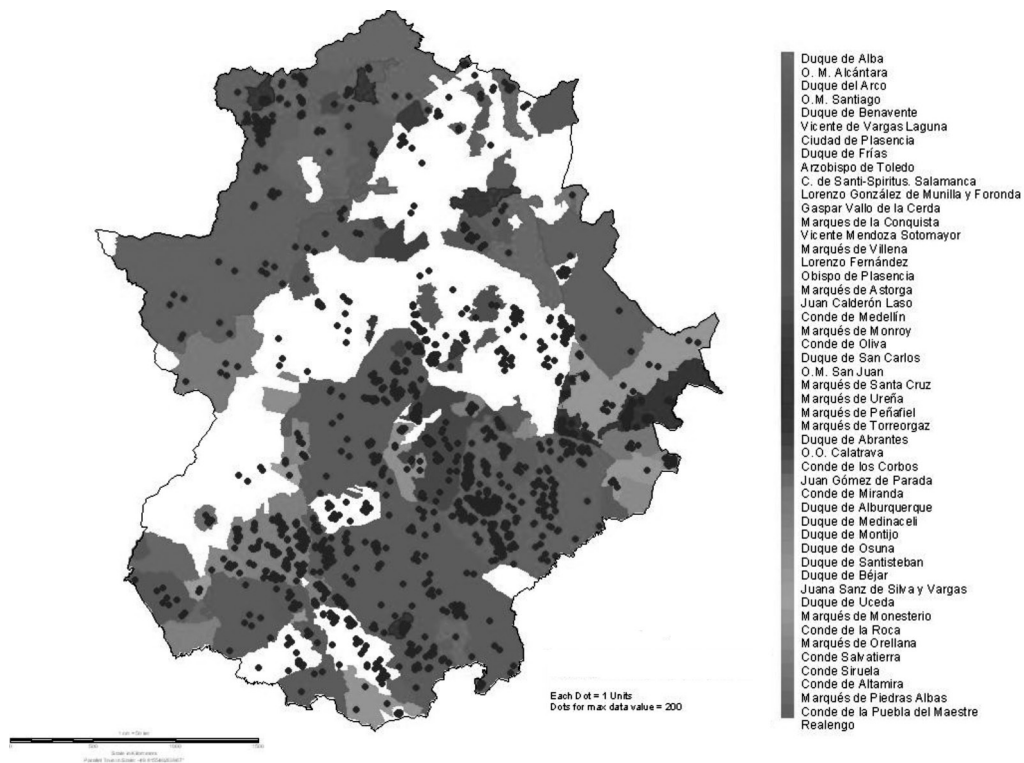 Duque de Alba
O. M. Alcántara
Duque del Arco
O.M. Santiago
Duque de Benavente
Vicente de Vargas Laguna
Ciudad de Plasencia
Duque de Frías
Arzobispo de Toledo
C. de Santi-Spiritus. Salamanca
Lorenzo González de Munilla y Foronda
Gaspar Vallo de la Cerda
Marques de la Conquista
Vicente Mendoza Sotomayor
Marqués de Villena
Lorenzo Fernández
Obispo de Plasencia
Marqués de Astorga
Juan Calderón Laso
Conde de Medellín
Marqués de Monroy
Conde de Oliva
Duque de San Carlos
O.M. San Juan
Marqués de Santa Cruz
Marqués de Ureña
Marqués de Peñafiel
Marqués de Torreorgaz
Duque de Abrantes
O.O. Calatrava
Conde de los Corbos
Juan Gómez de Parada
Conde de Miranda
Duque de Alburquerque
Duque de Medinaceli
Duque de Montijo
Duque de Osuna
Duque de Santisteban
Duque de Béjar
Juana Sanz de Silva y Vargas
Duque de Uceda
Marqués de Monesterio
Conde de la Roca
Marqués de Orellana
Conde Salvatierra
Conde Siruela
Conde de Altamira
Marqués de Piedras Albas
Conde de la Puebla del Maestre
Realengo
Each Dot = 1 Units
Dots for max data value = 200
0 500 1000 1500